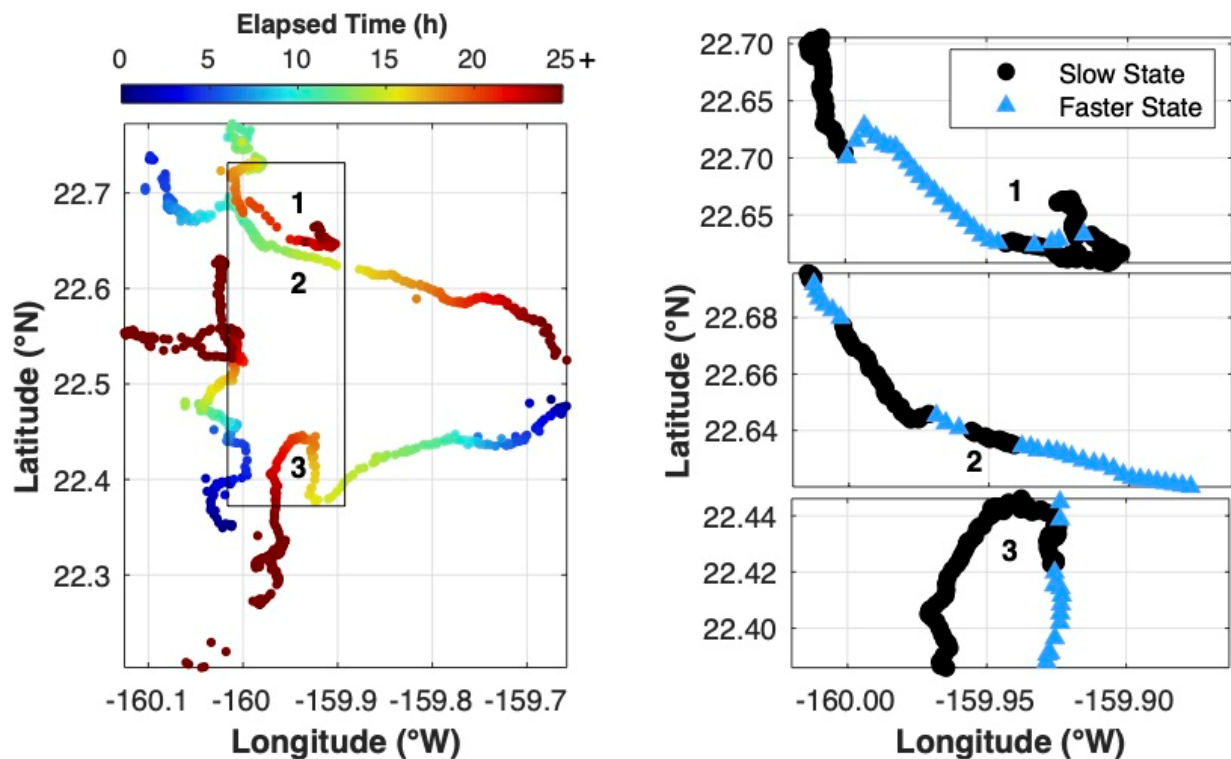 Elapsed Time (h)
0 5 10 15 20 25+
Latitude (°N)
22.7
22.6
22.5
22.4
22.3
1
2
3
-160.1 -160 -159.9 -159.8 -159.7
Longitude (°W)
Slow State
Faster State
Latitude (°N)
22.70
22.65
22.70
22.65
1
22.68
22.66
22.64
2
22.44
22.42
22.40
3
-160.00 -159.95 -159.90
Longitude (°W)